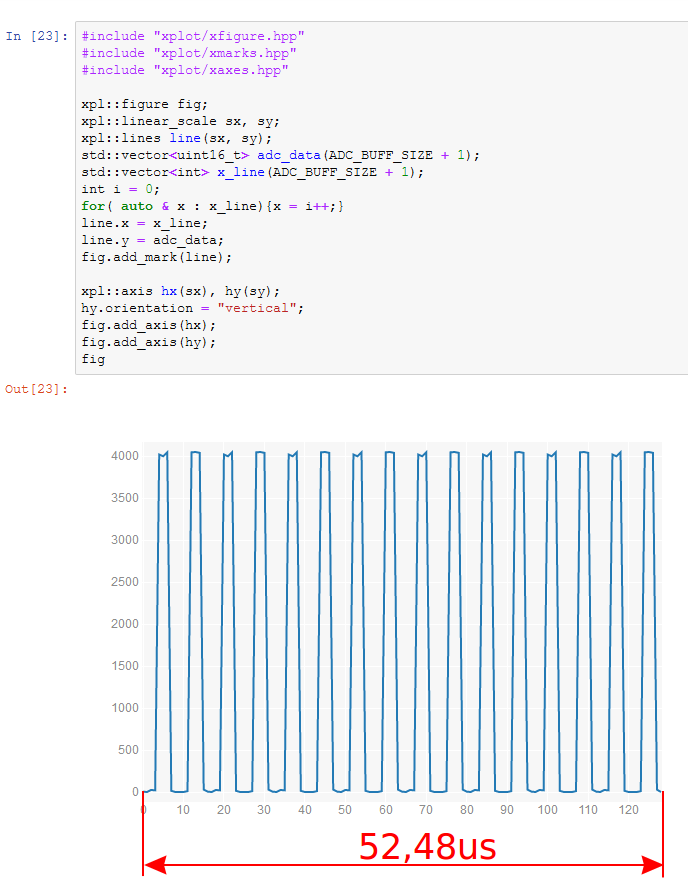 In [23]: #include "xplot/xfigure.hpp"
#include "xplot/xmarks.hpp"
#include "xplot/xaxes.hpp"
xpl::figure fig;
xpl::linear_scale sx, sy;
xpl::lines line(sx, sy);
std::vector<uint16_t> adc_data(ADC_BUFF_SIZE + 1);
std::vector<int> x_line(ADC_BUFF_SIZE + 1);
int i = 0;
for( auto & x : x_line){x = i++;}
line.x = x_line;
line.y = adc_data;
fig.add_mark(line);
xpl::axis hx(sx), hy(sy);
hy.orientation = "vertical";
fig.add_axis(hx);
fig.add_axis(hy);
fig
Out[23]:
4000
3500
3000
2500
2000
1500
1000
500
0
0 10 20 30 40 50 60 70 80 90 100 110 120
52,48us